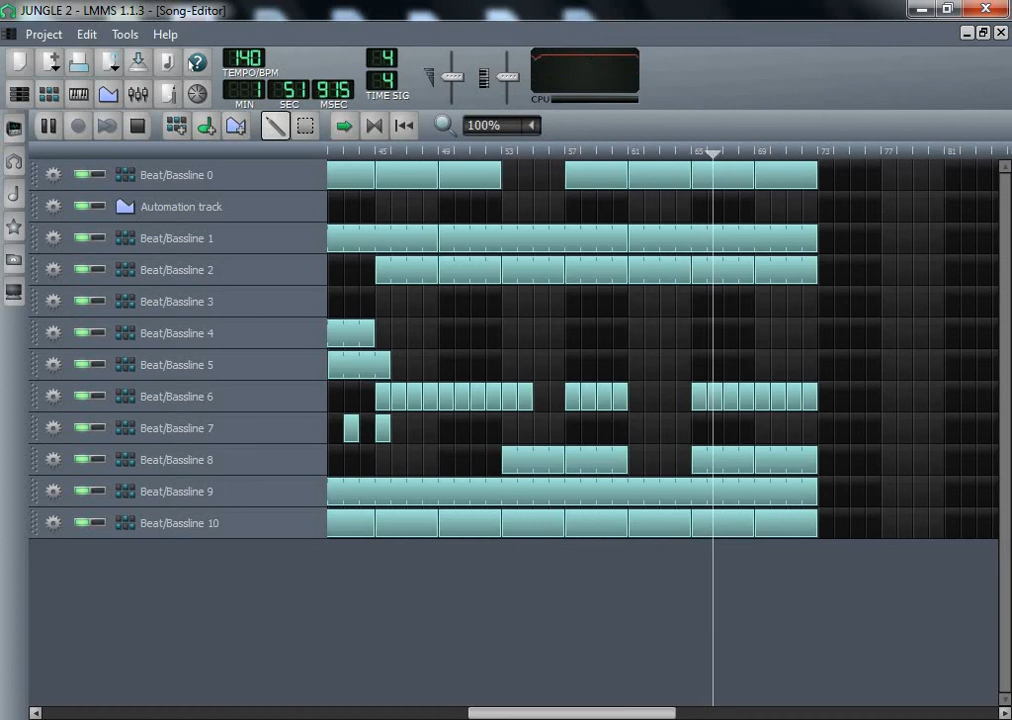 JUNGLE 2 - LMMS 1.1.3 - [Song-Editor]
Project Edit Tools Help
140
TEMPO/BPM
1 51 915
MIN SEC MSEC
4
4
TIME SIG
CPU
100%
45 49 53 57 61 65 69 73 77 81
Beat/Bassline 0
Automation track
Beat/Bassline 1
Beat/Bassline 2
Beat/Bassline 3
Beat/Bassline 4
Beat/Bassline 5
Beat/Bassline 6
Beat/Bassline 7
Beat/Bassline 8
Beat/Bassline 9
Beat/Bassline 10